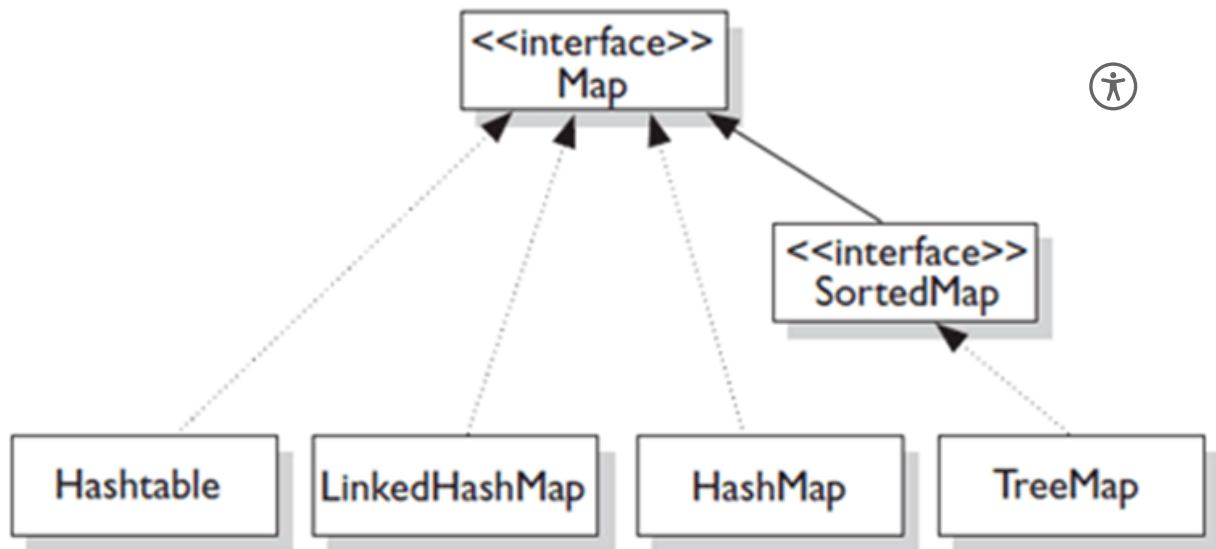 <<interface>>
Map
<<interface>>
SortedMap
Hashtable
LinkedHashMap
HashMap
TreeMap